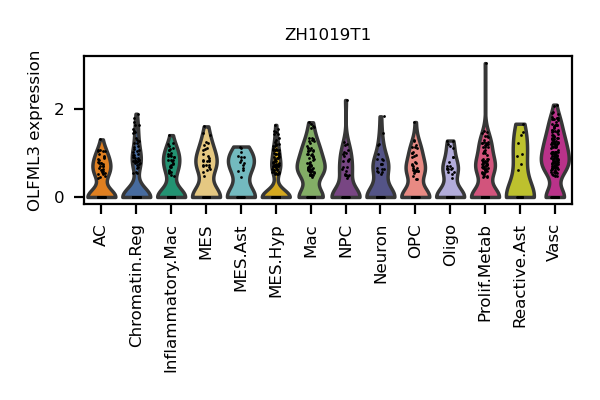 ZH1019T1
OLFML3 expression
2
0
AC
Chromatin.Reg
Inflammatory.Mac
MES
MES.Ast
MES.Hyp
Mac
NPC
Neuron
OPC
Oligo
Prolif.Metab
Reactive.Ast
Vasc